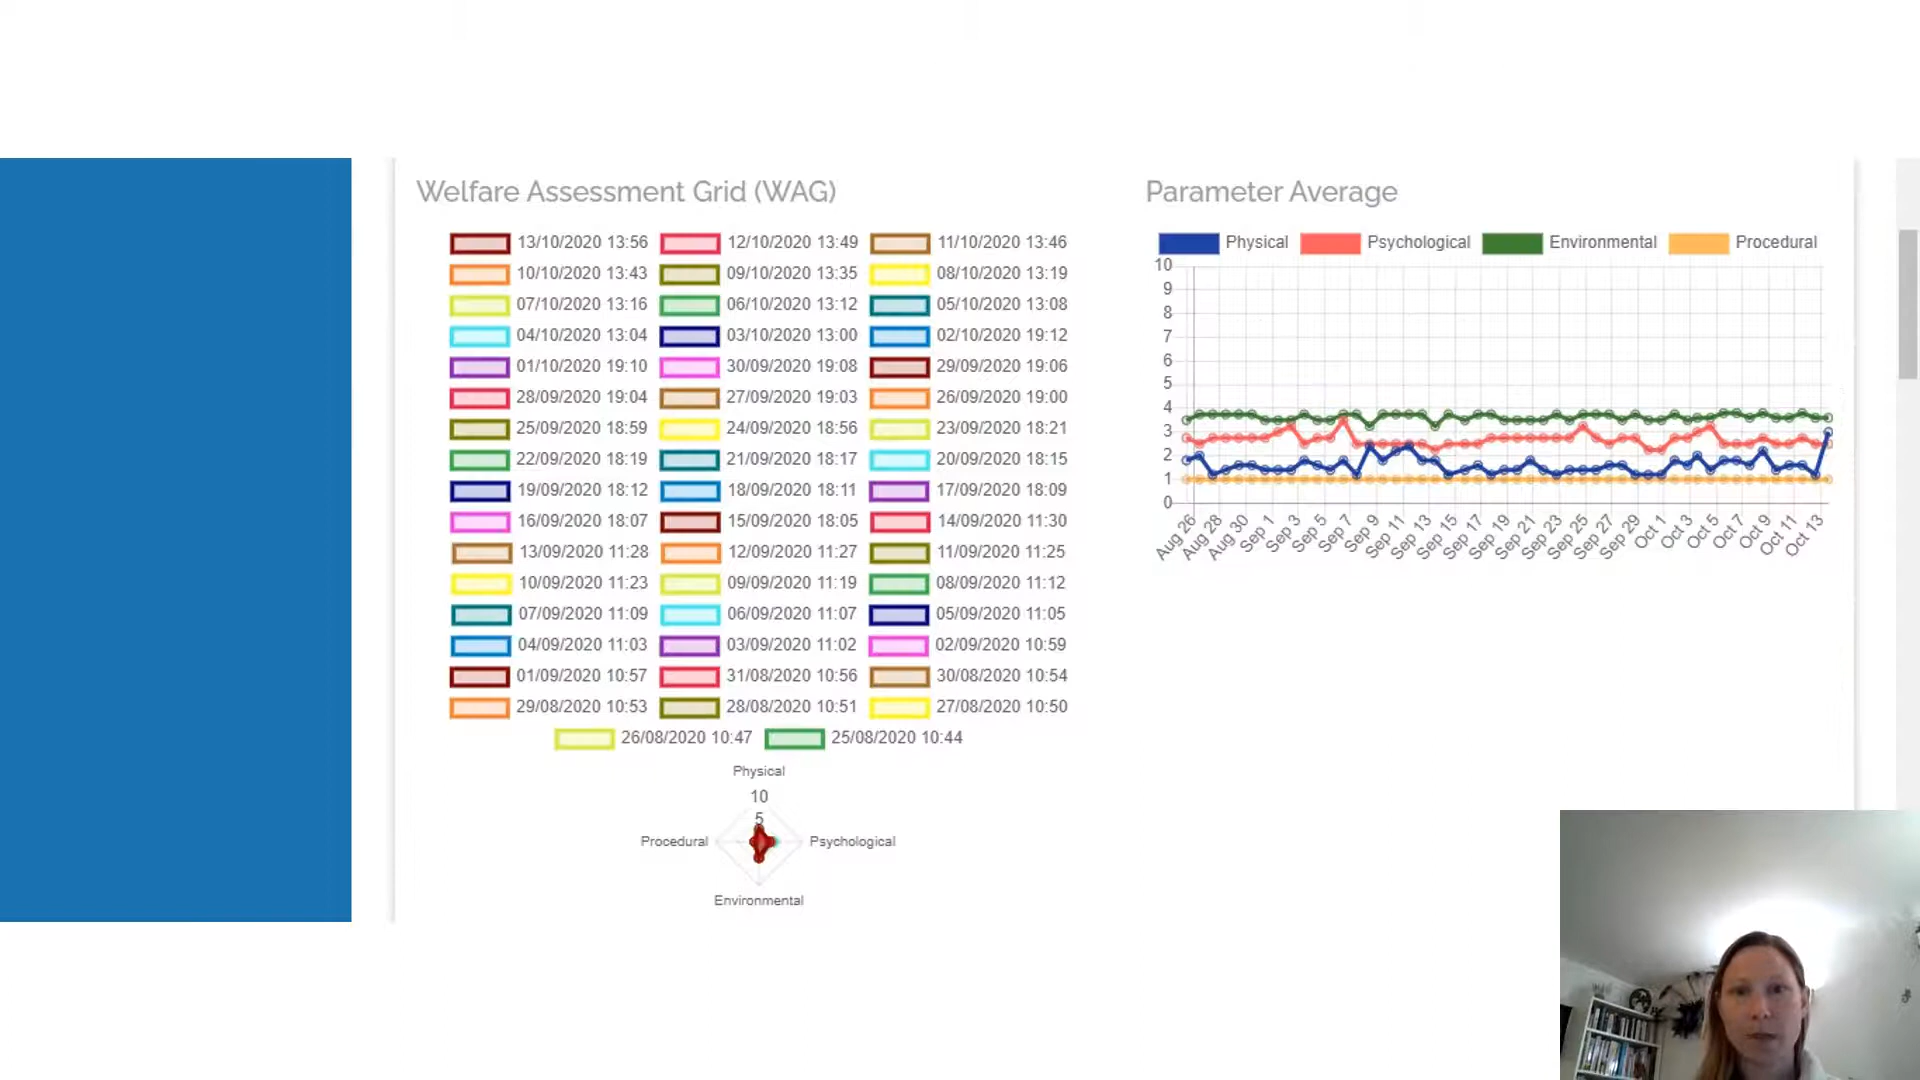 Welfare Assessment Grid (WAG)
13/10/2020 13:56 12/10/2020 13:49 11/10/2020 13:46
10/10/2020 13:43 09/10/2020 13:35 08/10/2020 13:19
07/10/2020 13:16 06/10/2020 13:12 05/10/2020 13:08
04/10/2020 13:04 03/10/2020 13:00 02/10/2020 19:12
01/10/2020 19:10 30/09/2020 19:08 29/09/2020 19:06
28/09/2020 19:04 27/09/2020 19:03 26/09/2020 19:00
25/09/2020 18:59 24/09/2020 18:56 23/09/2020 18:21
22/09/2020 18:19 21/09/2020 18:17 20/09/2020 18:15
19/09/2020 18:12 18/09/2020 18:11 17/09/2020 18:09
16/09/2020 18:07 15/09/2020 18:05 14/09/2020 11:30
13/09/2020 11:28 12/09/2020 11:27 11/09/2020 11:25
10/09/2020 11:23 09/09/2020 11:19 08/09/2020 11:12
07/09/2020 11:09 06/09/2020 11:07 05/09/2020 11:05
04/09/2020 11:03 03/09/2020 11:02 02/09/2020 10:59
01/09/2020 10:57 31/08/2020 10:56 30/08/2020 10:54
29/08/2020 10:53 28/08/2020 10:51 27/08/2020 10:50
26/08/2020 10:47 25/08/2020 10:44
Physical
10
5
Procedural Psychological
Environmental
Parameter Average
Physical Psychological Environmental Procedural
10
9
8
7
6
5
4
3
2
1
0
Aug 26 Aug 28 Aug 30 Sep 1 Sep 3 Sep 5 Sep 7 Sep 9 Sep 11 Sep 13 Sep 15 Sep 17 Sep 19 Sep 21 Sep 23 Sep 25 Sep 27 Sep 29 Oct 1 Oct 3 Oct 5 Oct 7 Oct 9 Oct 11 Oct 13